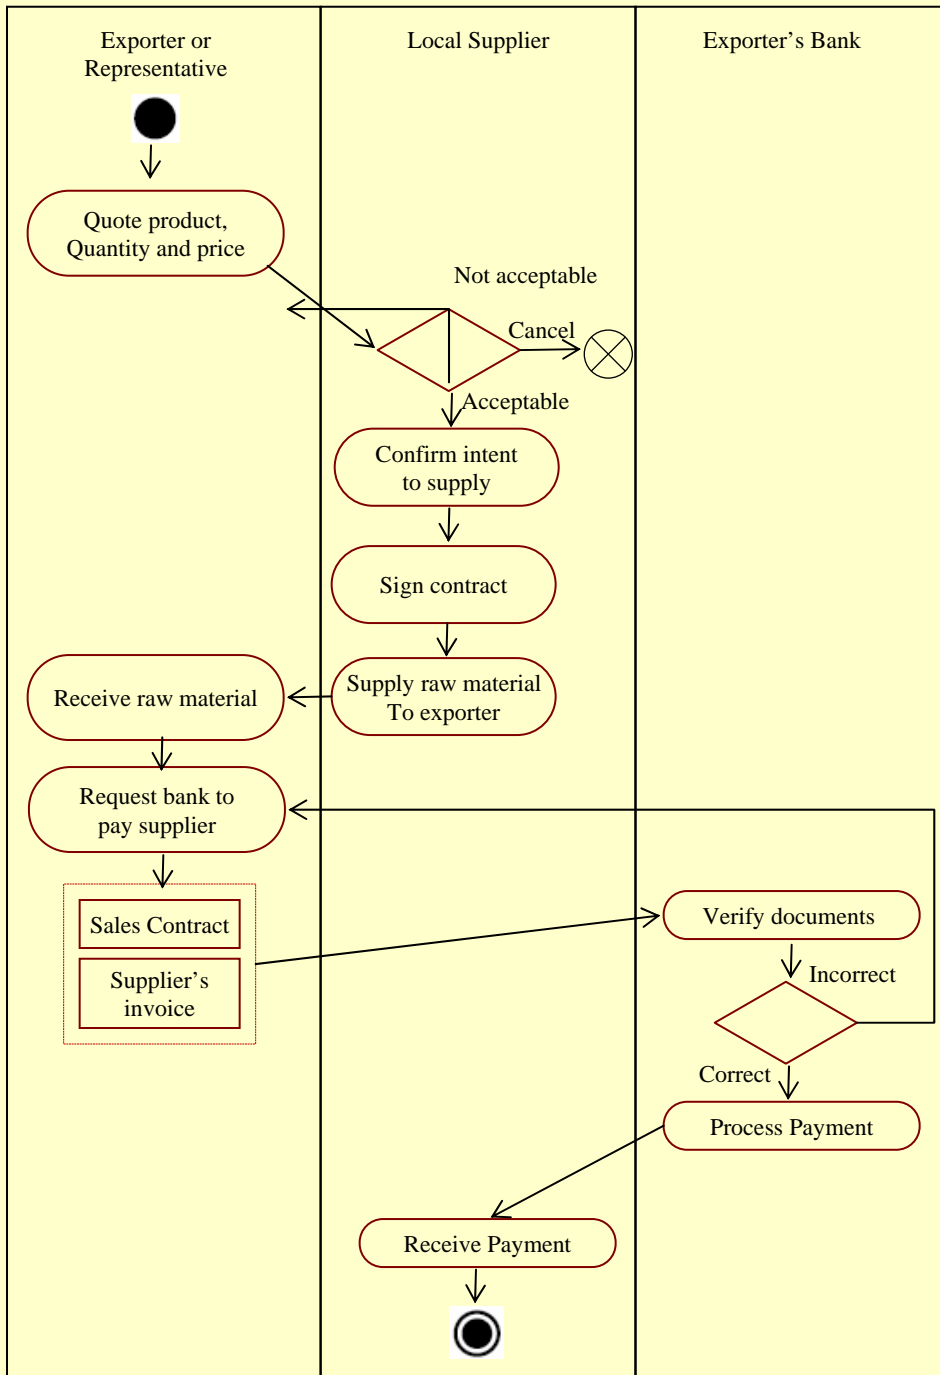 Exporter or
Representative
Local Supplier
Exporter’s Bank
Quote product,
Quantity and price
Not acceptable
Cancel
Acceptable
Confirm intent
to supply
Sign contract
Supply raw material
To exporter
Receive raw material
Request bank to
pay supplier
Sales Contract
Supplier’s
invoice
Verify documents
Incorrect
Correct
Process Payment
Receive Payment